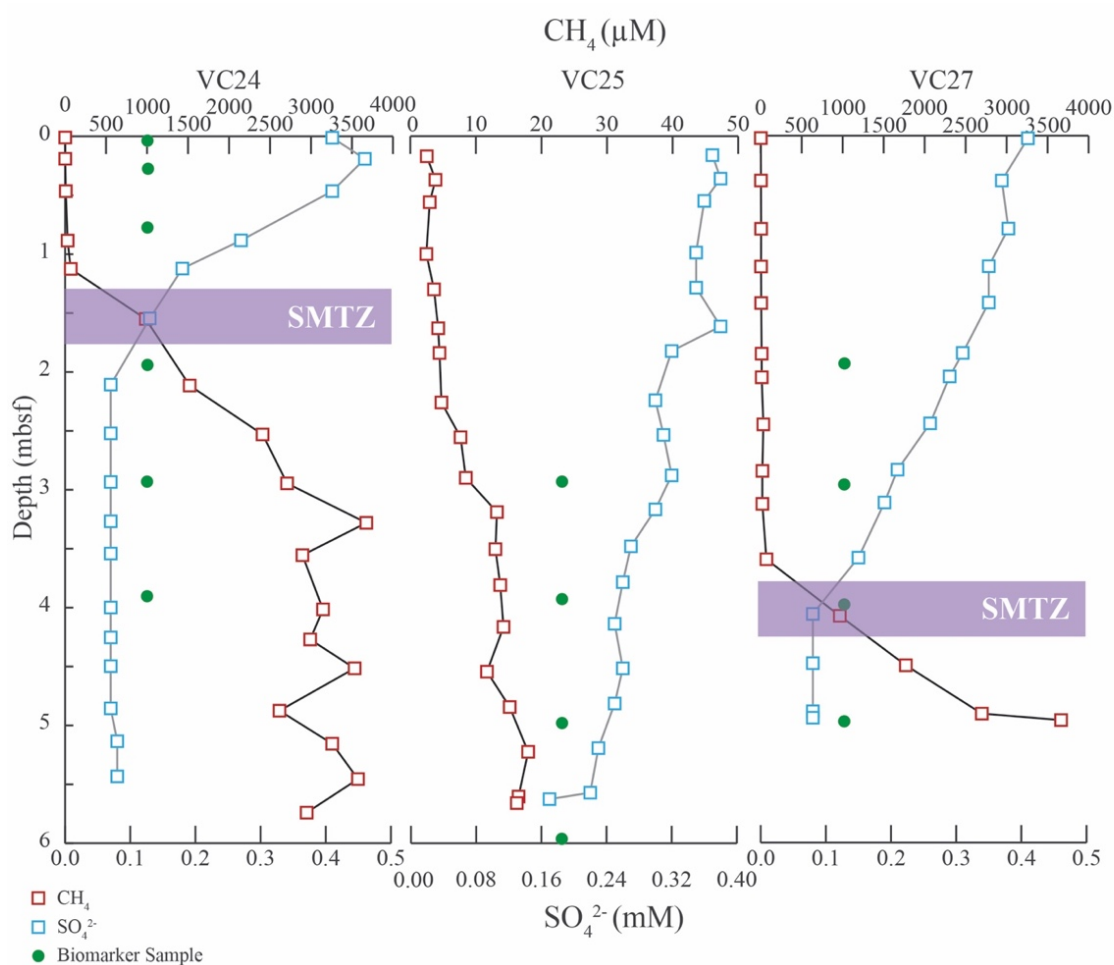 CH₄ (µM)
VC24 VC25 VC27
0 1000 2000 3000 4000 0 10 20 30 40 50 0 1000 2000 3000 4000
500 1500 2500 3500 500 1500 2500 3500
0
1
2
3
4
5
6
Depth (mbsf)
SMTZ
SMTZ
0.0 0.1 0.2 0.3 0.4 0.5 0.00 0.08 0.16 0.24 0.32 0.40 0.0 0.1 0.2 0.3 0.4 0.5
SO₄²⁻ (mM)
CH₄
SO₄²⁻
Biomarker Sample